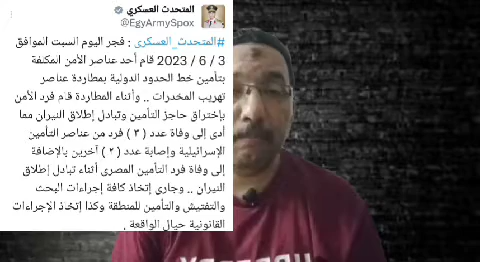 المتحدث العسكري
@EgyArmySpox
#المتحدث_العسكرى : فجر اليوم السبت الموافق
3 / 6 / 2023 قام أحد عناصر الأمن المكلفة
بتأمين خط الحدود الدولية بمطاردة عناصر
تهريب المخدرات .. وأثناء المطاردة قام فرد الأمن
بإختراق حاجز التأمين وتبادل إطلاق النيران مما
أدى إلى وفاة عدد ( ٣ ) فرد من عناصر التأمين
الإسرائيلية وإصابة عدد ( ٢ ) آخرين بالإضافة
إلى وفاة فرد التأمين المصرى أثناء تبادل إطلاق
النيران .. وجارى إتخاذ كافة إجراءات البحث
والتفتيش والتأمين للمنطقة وكذا إتخاذ الإجراءات
القانونية حيال الواقعة .